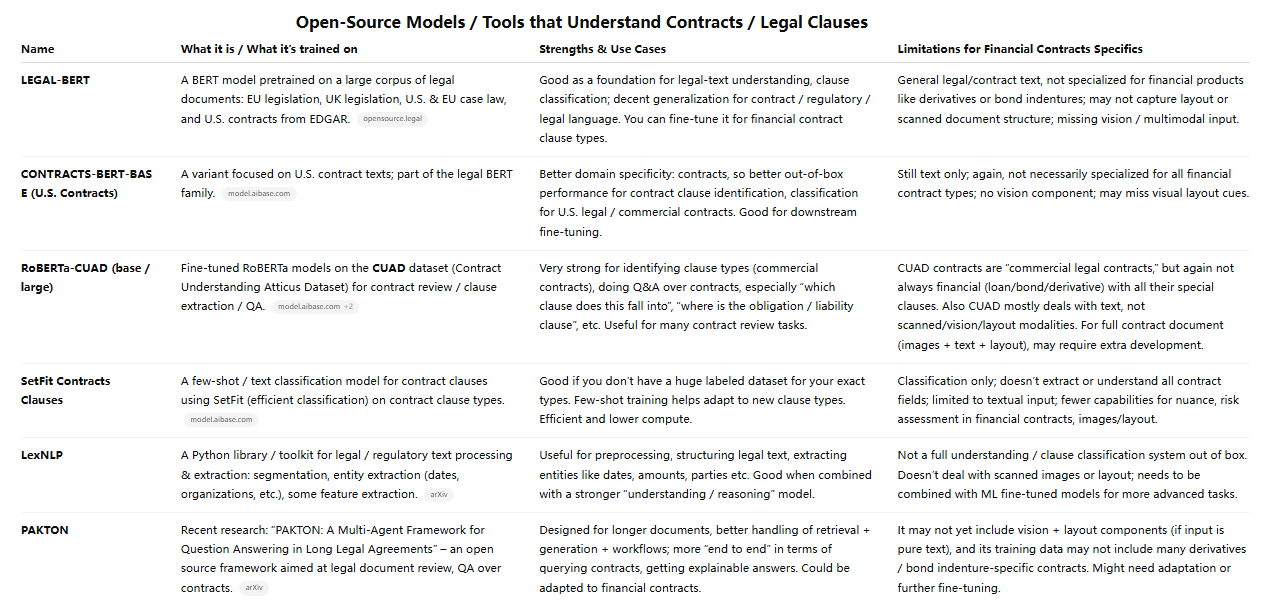 Open-Source Models / Tools that Understand Contracts / Legal Clauses
Name
What it is / What it’s trained on
Strengths & Use Cases
Limitations for Financial Contracts Specifics
LEGAL-BERT
A BERT model pretrained on a large corpus of legal
documents: EU legislation, UK legislation, U.S. & EU case law,
and U.S. contracts from EDGAR. opensource.legal
Good as a foundation for legal-text understanding, clause
classification; decent generalization for contract / regulatory /
legal language. You can fine-tune it for financial contract
clause types.
General legal/contract text, not specialized for financial products
like derivatives or bond indentures; may not capture layout or
scanned document structure; missing vision / multimodal input.
CONTRACTS-BERT-BAS
E (U.S. Contracts)
A variant focused on U.S. contract texts; part of the legal BERT
family. model.aibase.com
Better domain specificity: contracts, so better out-of-box
performance for contract clause identification, classification
for U.S. legal / commercial contracts. Good for downstream
fine-tuning.
Still text only; again, not necessarily specialized for all financial
contract types; no vision component; may miss visual layout cues.
RoBERTa-CUAD (base /
large)
Fine-tuned RoBERTa models on the CUAD dataset (Contract
Understanding Atticus Dataset) for contract review / clause
extraction / QA. model.aibase.com +2
Very strong for identifying clause types (commercial
contracts), doing Q&A over contracts, especially “which
clause does this fall into”, “where is the obligation / liability
clause”, etc. Useful for many contract review tasks.
CUAD contracts are “commercial legal contracts,” but again not
always financial (loan/bond/derivative) with all their special
clauses. Also CUAD mostly deals with text, not
scanned/vision/layout modalities. For full contract document
(images + text + layout), may require extra development.
SetFit Contracts
Clauses
A few-shot / text classification model for contract clauses
using SetFit (efficient classification) on contract clause types.
model.aibase.com
Good if you don’t have a huge labeled dataset for your exact
types. Few-shot training helps adapt to new clause types.
Efficient and lower compute.
Classification only; doesn’t extract or understand all contract
fields; limited to textual input; fewer capabilities for nuance, risk
assessment in financial contracts, images/layout.
LexNLP
A Python library / toolkit for legal / regulatory text processing
& extraction: segmentation, entity extraction (dates,
organizations, etc.), some feature extraction. arXiv
Useful for preprocessing, structuring legal text, extracting
entities like dates, amounts, parties etc. Good when combined
with a stronger “understanding / reasoning” model.
Not a full understanding / clause classification system out of box.
Doesn’t deal with scanned images or layout; needs to be
combined with ML fine-tuned models for more advanced tasks.
PAKTON
Recent research: “PAKTON: A Multi-Agent Framework for
Question Answering in Long Legal Agreements” – an open
source framework aimed at legal document review, QA over
contracts. arXiv
Designed for longer documents, better handling of retrieval +
generation + workflows; more “end to end” in terms of
querying contracts, getting explainable answers. Could be
adapted to financial contracts.
It may not yet include vision + layout components (if input is
pure text), and its training data may not include many derivatives
/ bond indenture-specific contracts. Might need adaptation or
further fine-tuning.